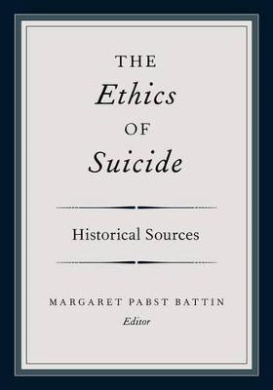 THE
Ethics
OF
Suicide
Historical Sources
MARGARET PABST BATTIN
Editor